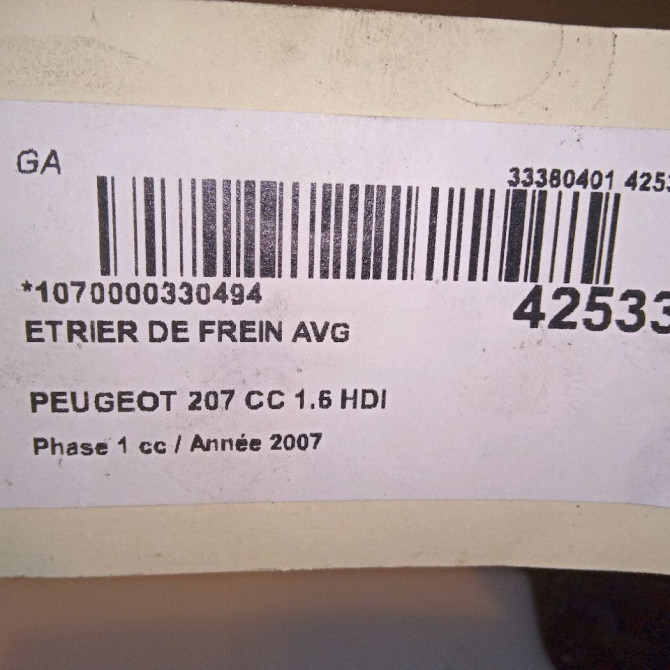 GA
33380401 4253
*1070000330494
42533
ETRIER DE FREIN AVG
PEUGEOT 207 CC 1.6 HDI
Phase 1 cc / Année 2007